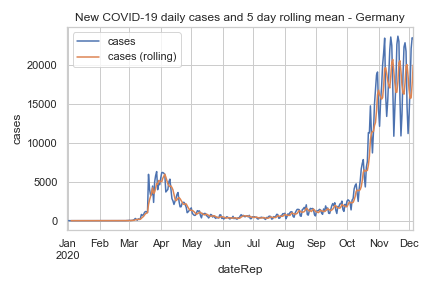 New COVID-19 daily cases and 5 day rolling mean - Germany
cases
cases (rolling)
20000
15000
10000
5000
0
cases
Jan Feb Mar Apr May Jun Jul Aug Sep Oct Nov Dec
2020
dateRep